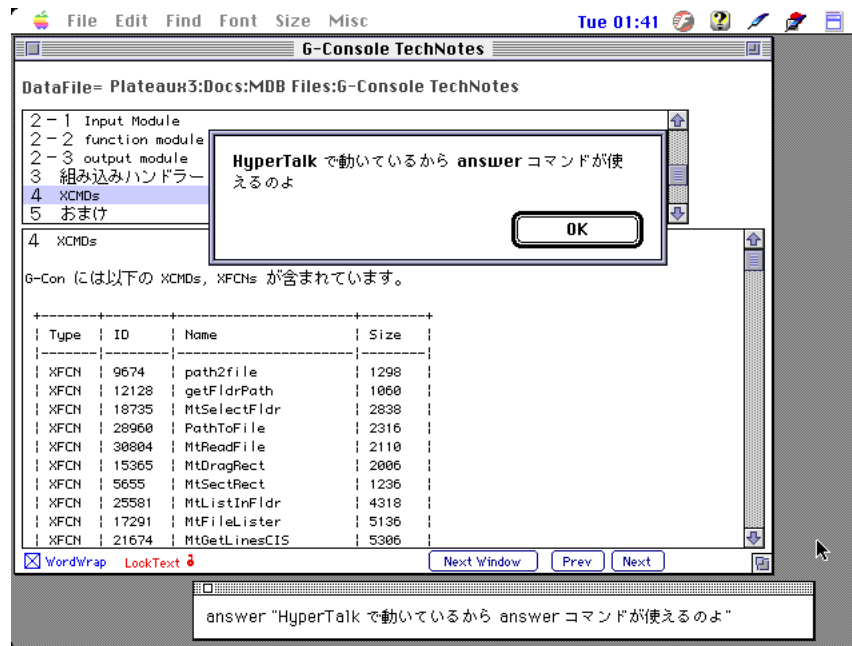 File Edit Find Font Size Misc Tue 01:41
G-Console TechNotes
DataFile= Plateaux3:Docs:MDB Files:G-Console TechNotes
2-1 Input Module
2-2 function module
2-3 output module
3 組み込みハンドラー
4 XCMDs
5 おまけ
HyperTalk で動いているから answer コマンドが使
えるのよ
OK
4 XCMDs
G-Con には以下の XCMDs, XFCNs が含まれています。
+-------+--------+----------------------+--------+
¦ Type ¦ ID ¦ Name ¦ Size ¦
¦-------¦--------¦----------------------¦--------¦
¦ XFCN ¦ 9674 ¦ path2file ¦ 1298 ¦
¦ XFCN ¦ 12128 ¦ getFldrPath ¦ 1060 ¦
¦ XFCN ¦ 18735 ¦ MtSelectFldr ¦ 2838 ¦
¦ XFCN ¦ 28960 ¦ PathToFile ¦ 2316 ¦
¦ XFCN ¦ 30804 ¦ MtReadFile ¦ 2110 ¦
¦ XFCN ¦ 15365 ¦ MtDragRect ¦ 2006 ¦
¦ XFCN ¦ 5655 ¦ MtSectRect ¦ 1236 ¦
¦ XFCN ¦ 25581 ¦ MtListInFldr ¦ 4318 ¦
¦ XFCN ¦ 17291 ¦ MtFileLister ¦ 5136 ¦
¦ XFCN ¦ 21674 ¦ MtGetLinesCIS ¦ 5306 ¦
WordWrap LockText Next Window Prev Next
answer "HyperTalk で動いているから answer コマンドが使えるのよ"